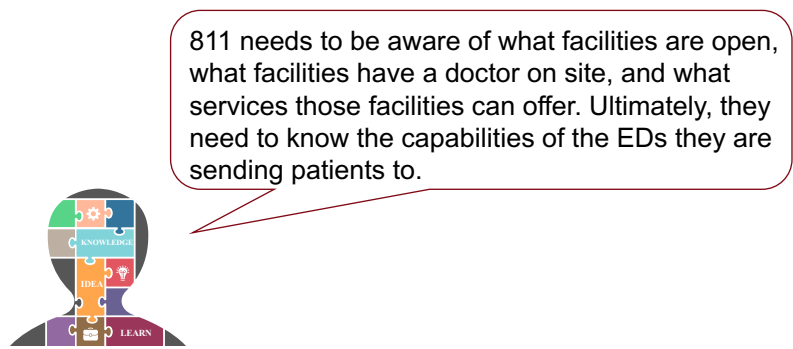 811 needs to be aware of what facilities are open,
what facilities have a doctor on site, and what
services those facilities can offer. Ultimately, they
need to know the capabilities of the EDs they are
sending patients to.
KNOWLEDGE
IDEA
LEARN